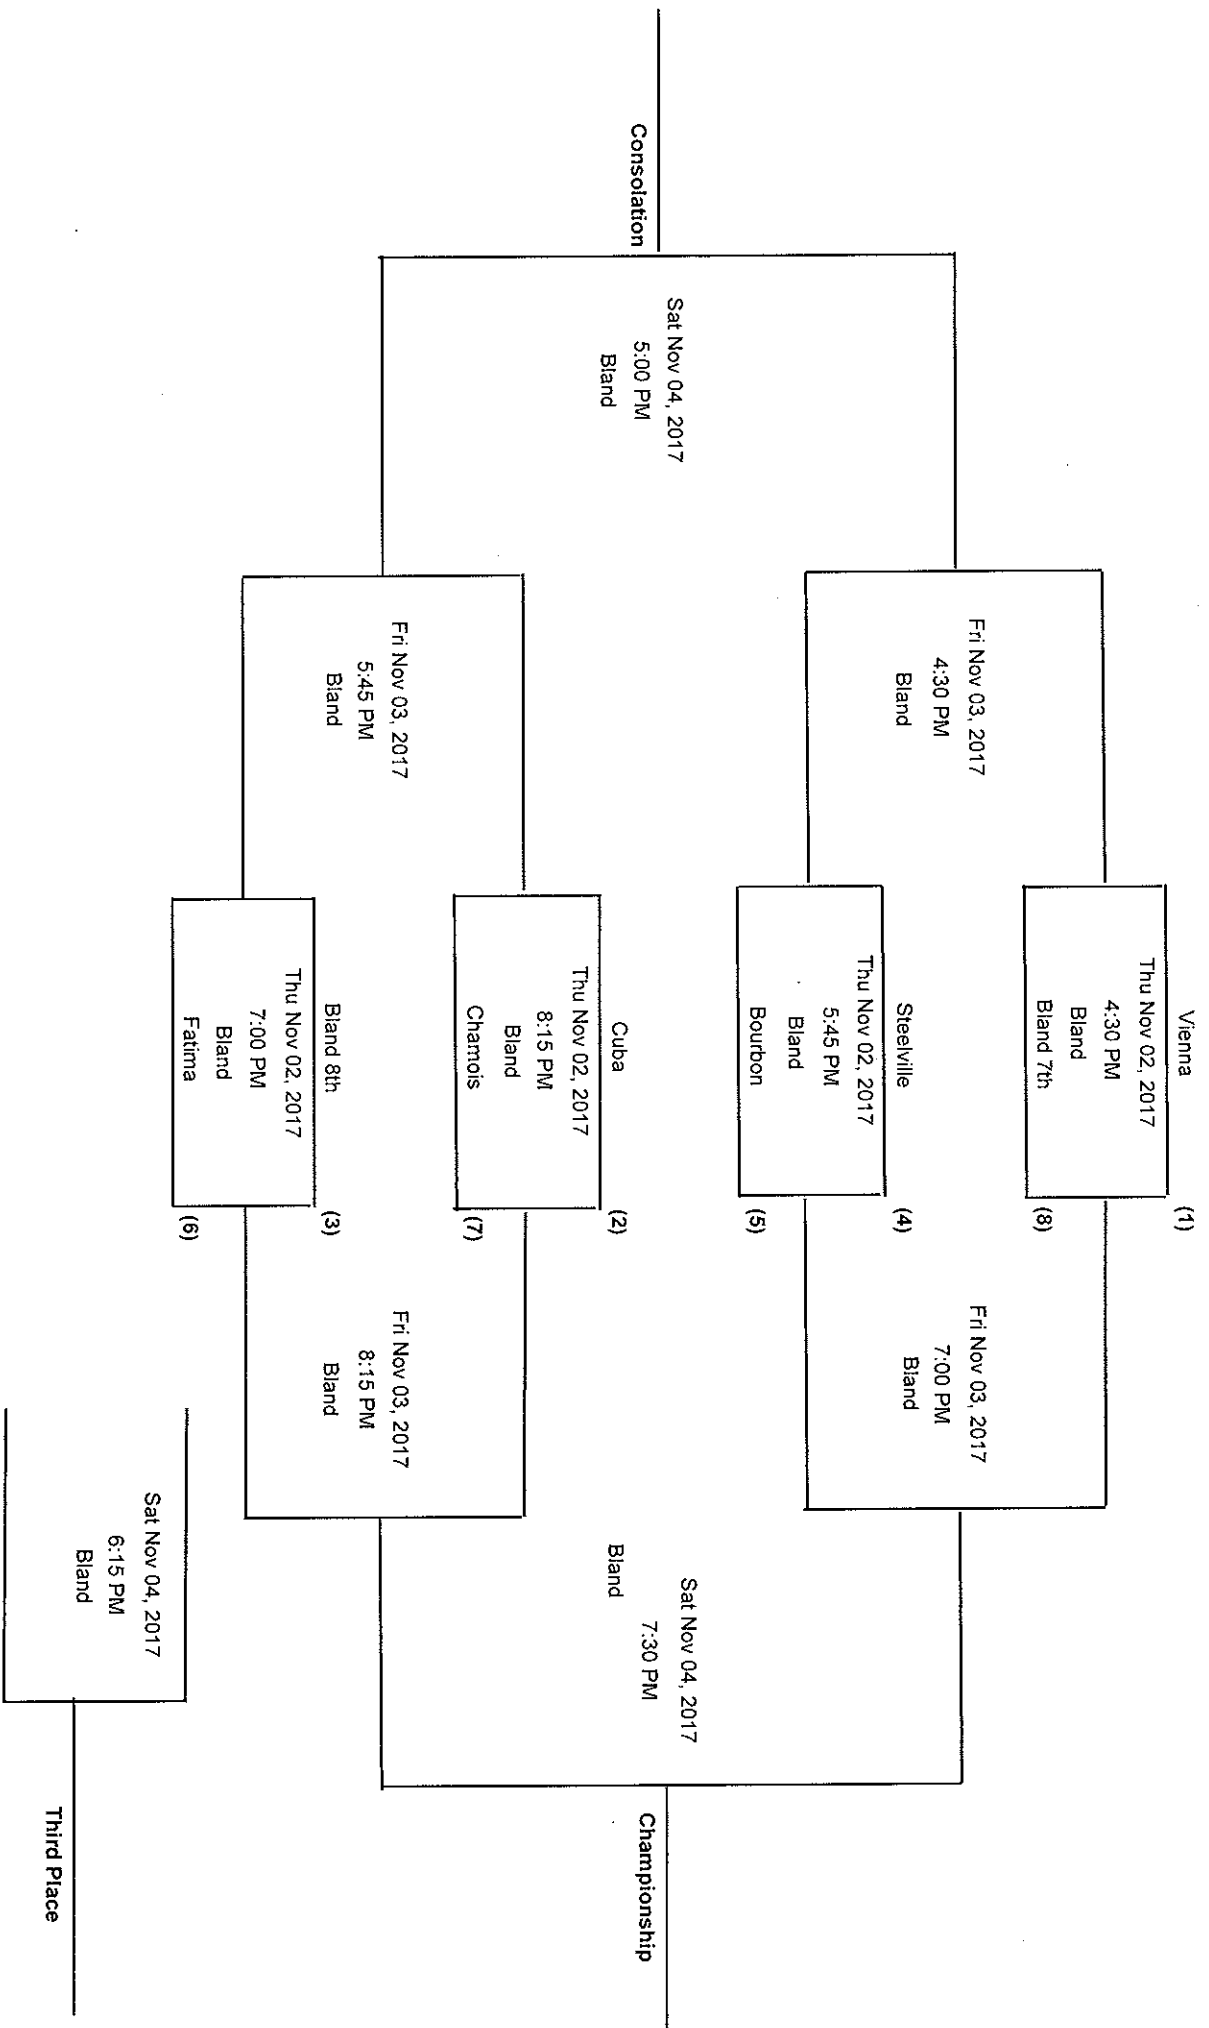 Vienna
(1)
Thu Nov 02, 2017
4:30 PM
Bland
Bland 7th
(8)
Fri Nov 03, 2017
4:30 PM
Bland
Fri Nov 03, 2017
7:00 PM
Bland
Steelville
(4)
Thu Nov 02, 2017
5:45 PM
Bland
Bourbon
(5)
Sat Nov 04, 2017
5:00 PM
Bland
Consolation
Sat Nov 04, 2017
7:30 PM
Bland
Championship
Cuba
(2)
Thu Nov 02, 2017
8:15 PM
Bland
Chamois
(7)
Fri Nov 03, 2017
5:45 PM
Bland
Fri Nov 03, 2017
8:15 PM
Bland
Bland 8th
(3)
Thu Nov 02, 2017
7:00 PM
Bland
Fatima
(6)
Sat Nov 04, 2017
6:15 PM
Bland
Third Place